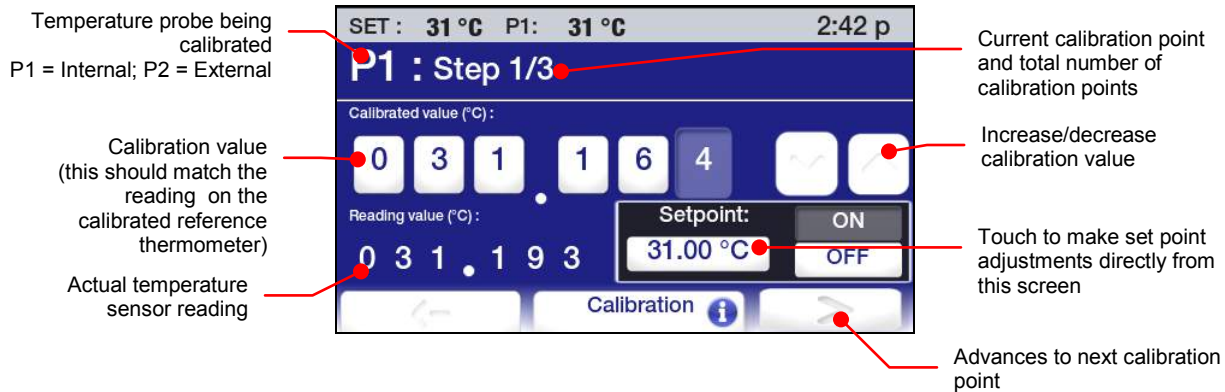 Temperature probe being
calibrated
P1 = Internal; P2 = External
Calibration value
(this should match the
reading on the
calibrated reference
thermometer)
Actual temperature
sensor reading
SET : 31 °C P1: 31 °C 2:42 p
P1 : Step 1/3
Calibrated value (°C) :
0 3 1 . 1 6 4
Reading value (°C) :
0 3 1 . 1 9 3
Setpoint:
31.00 °C
ON
OFF
Calibration i
Current calibration point
and total number of
calibration points
Increase/decrease
calibration value
Touch to make set point
adjustments directly from
this screen
Advances to next calibration
point